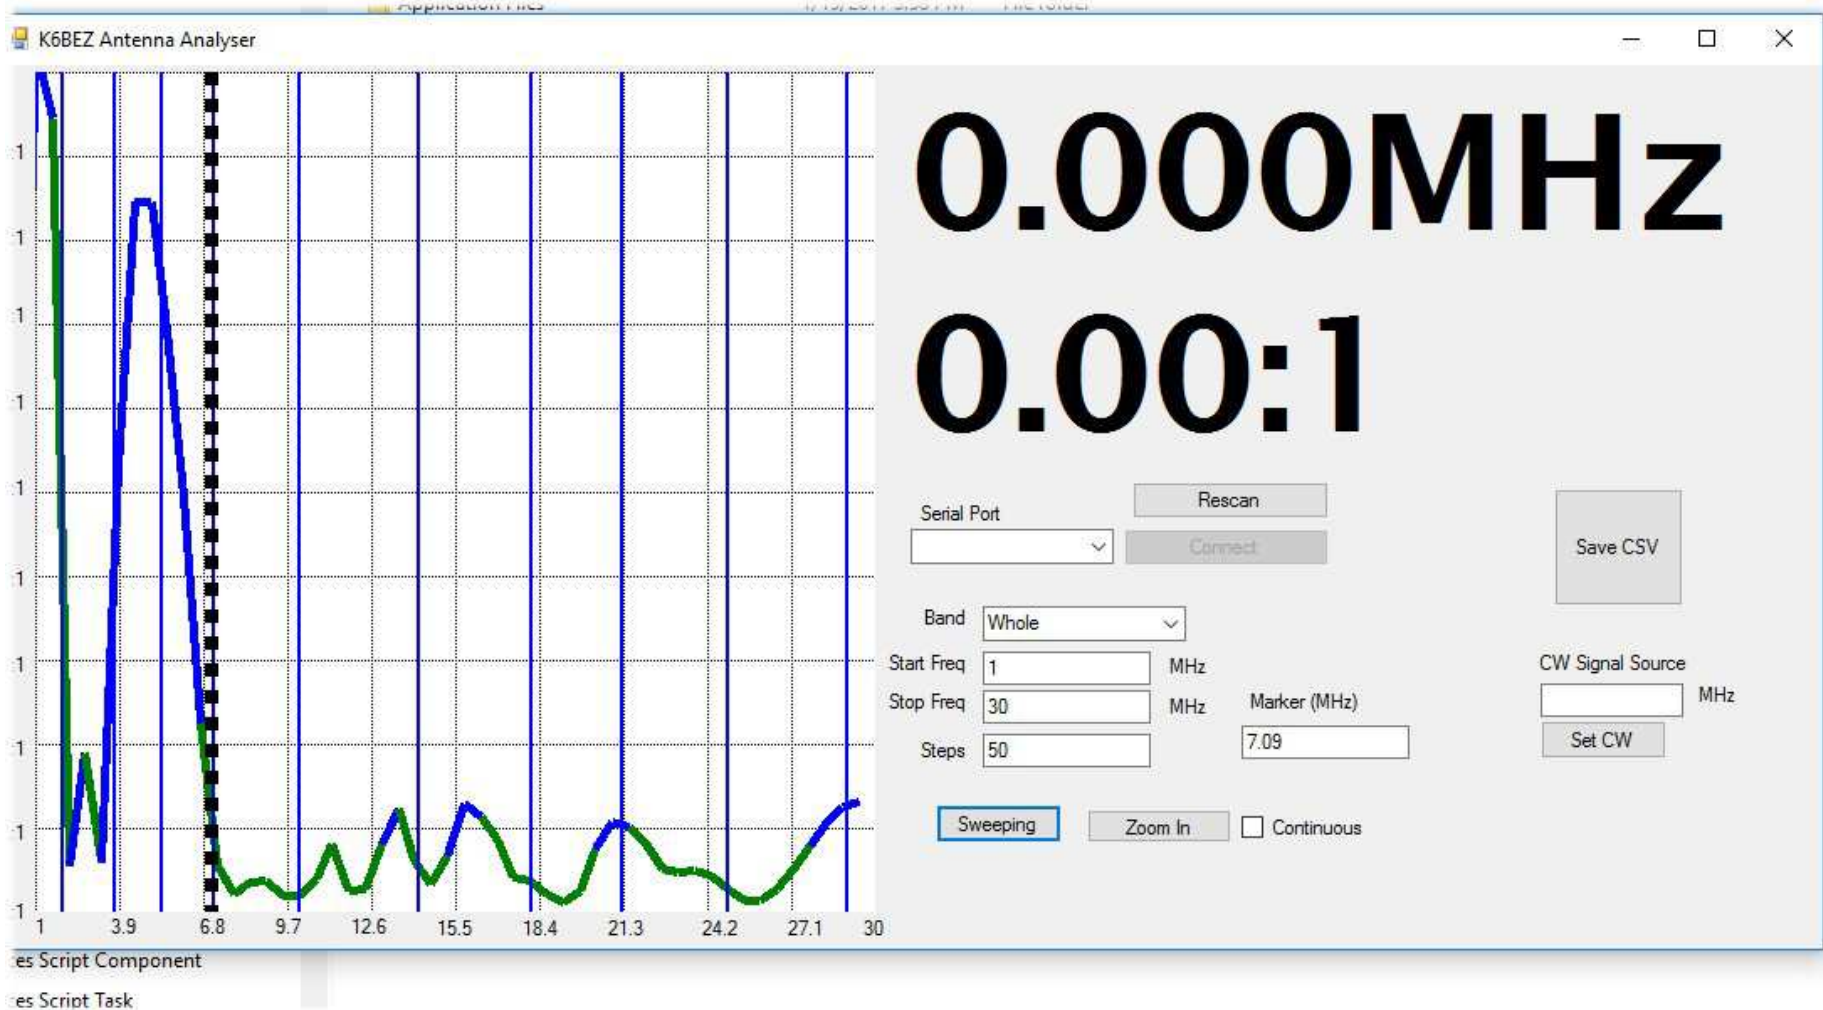 Application Files
K6BEZ Antenna Analyser
0.000MHz
0.00:1
:1
:1
:1
:1
:1
:1
:1
:1
:1
:1
1 3.9 6.8 9.7 12.6 15.5 18.4 21.3 24.2 27.1 30
Serial Port
Rescan
Connect
Save CSV
Band Whole
Start Freq 1 MHz
Stop Freq 30 MHz
Steps 50
Marker (MHz)
7.09
CW Signal Source
MHz
Set CW
Sweeping Zoom In Continuous
es Script Component
es Script Task